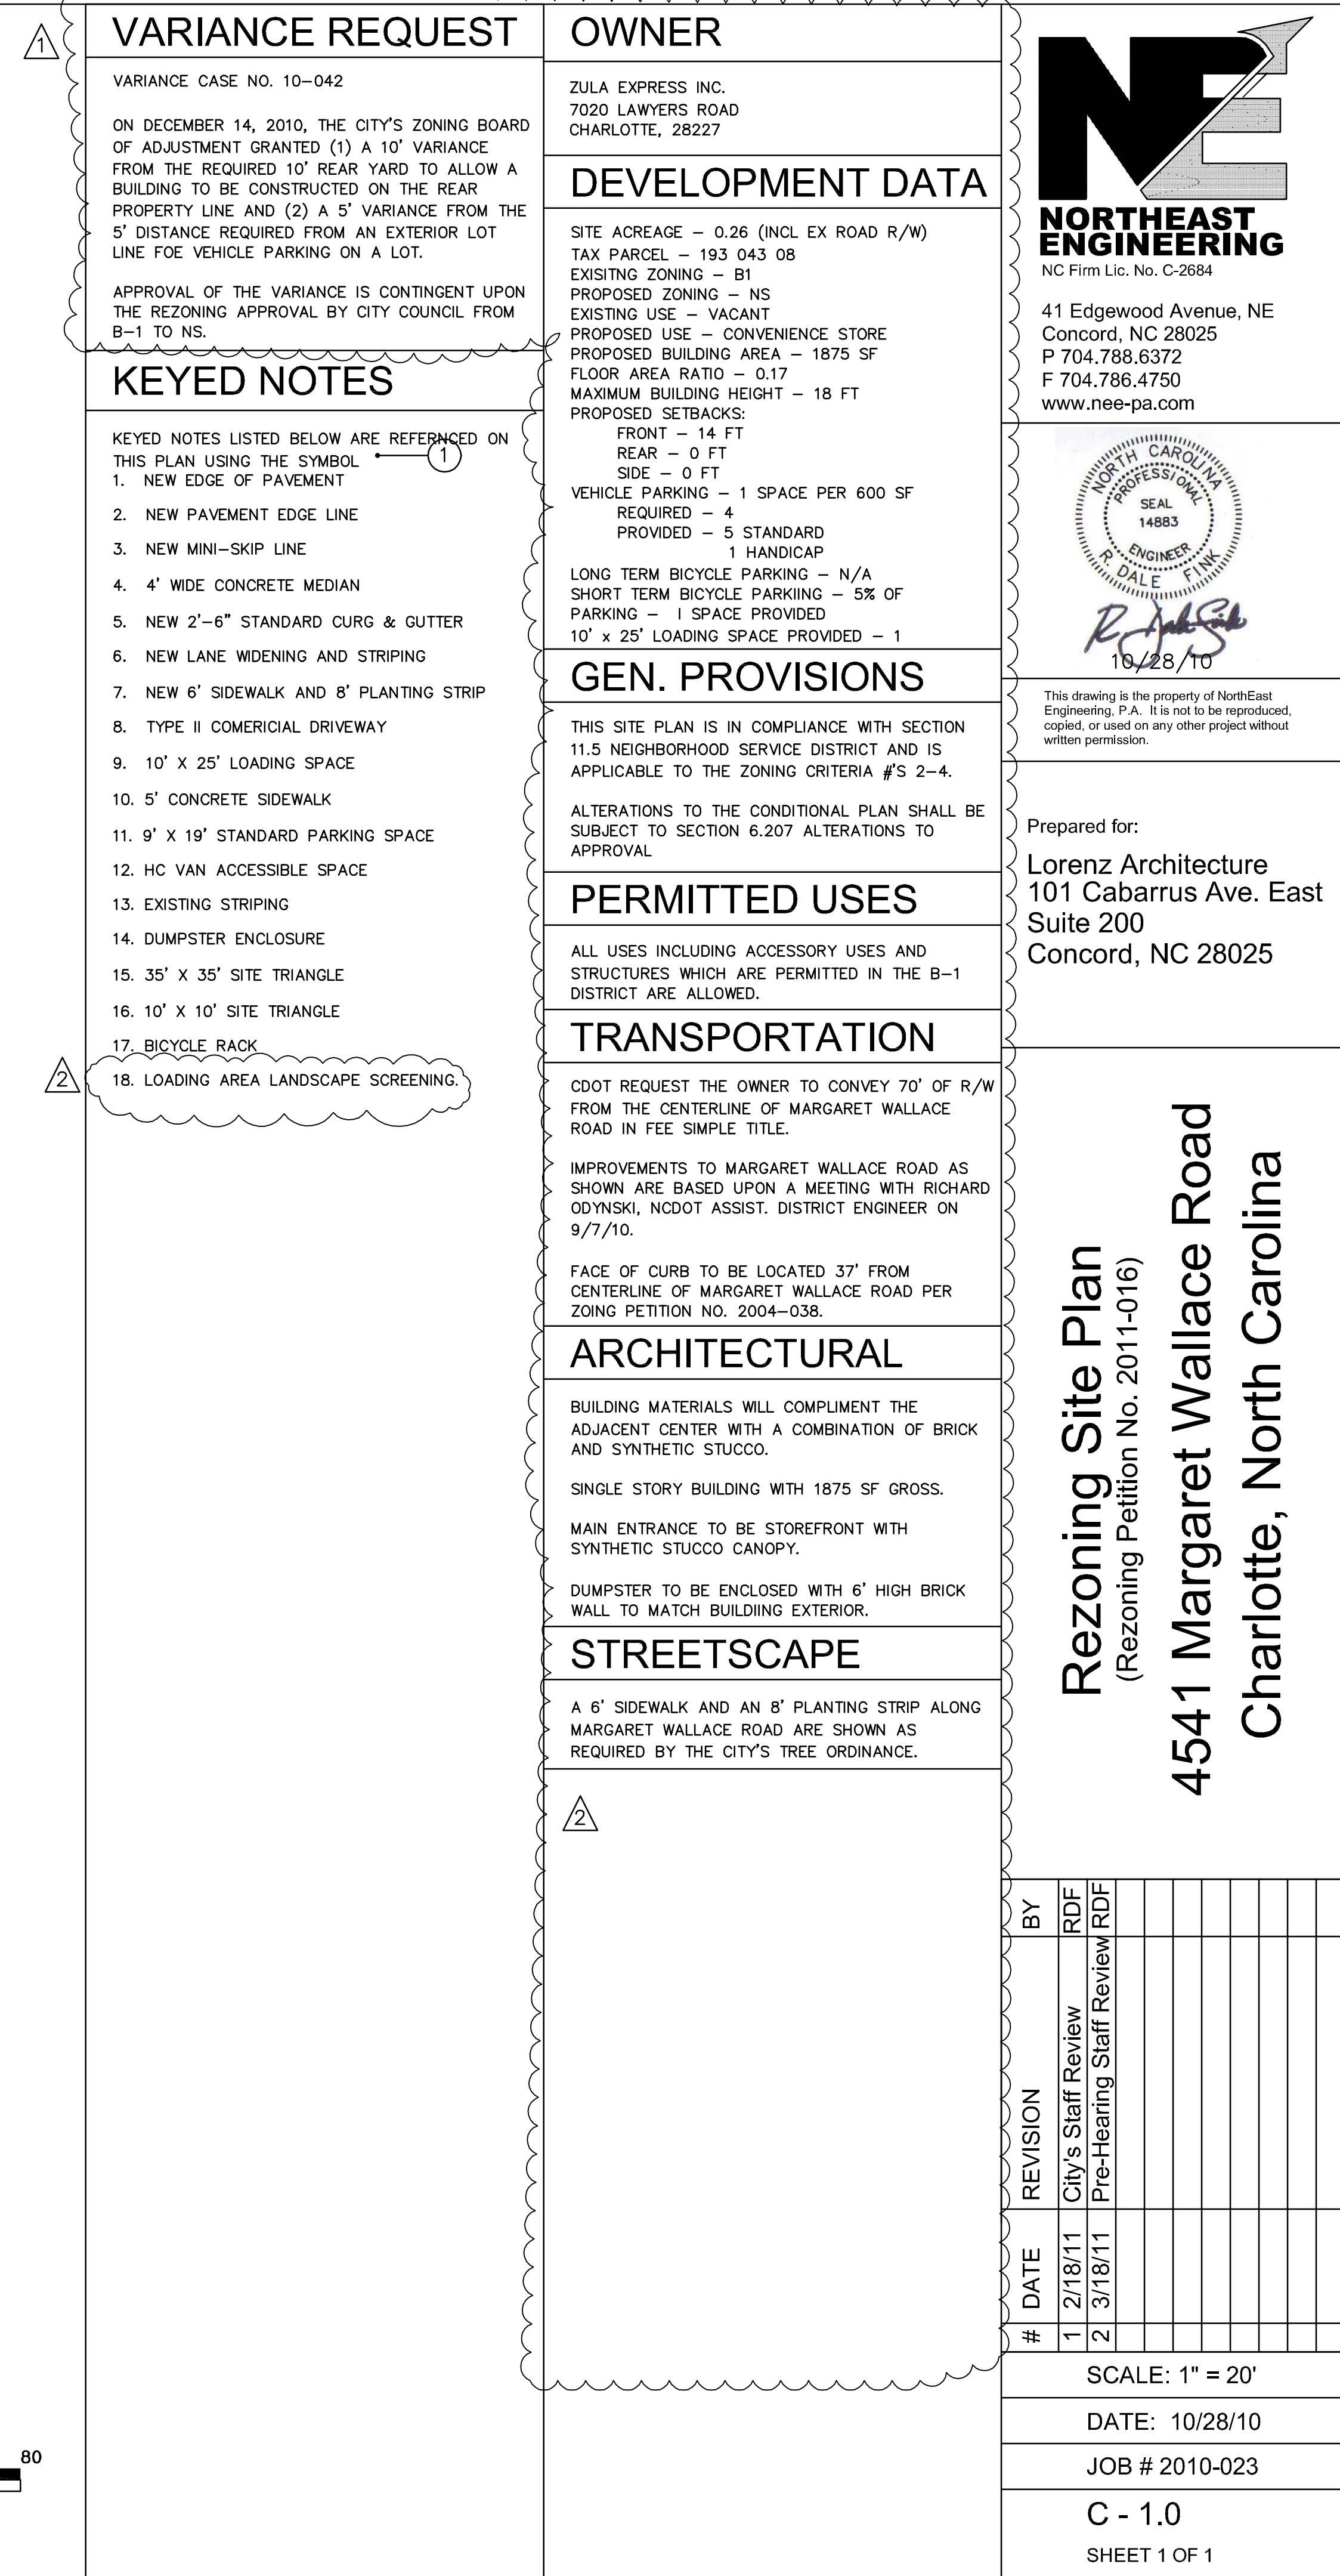 1
VARIANCE REQUEST
VARIANCE CASE NO. 10-042
ON DECEMBER 14, 2010, THE CITY'S ZONING BOARD
OF ADJUSTMENT GRANTED (1) A 10' VARIANCE
FROM THE REQUIRED 10' REAR YARD TO ALLOW A
BUILDING TO BE CONSTRUCTED ON THE REAR
PROPERTY LINE AND (2) A 5' VARIANCE FROM THE
5' DISTANCE REQUIRED FROM AN EXTERIOR LOT
LINE FOE VEHICLE PARKING ON A LOT.
APPROVAL OF THE VARIANCE IS CONTINGENT UPON
THE REZONING APPROVAL BY CITY COUNCIL FROM
B-1 TO NS.
KEYED NOTES
KEYED NOTES LISTED BELOW ARE REFERNCED ON
THIS PLAN USING THE SYMBOL 1
1. NEW EDGE OF PAVEMENT
2. NEW PAVEMENT EDGE LINE
3. NEW MINI-SKIP LINE
4. 4' WIDE CONCRETE MEDIAN
5. NEW 2'-6" STANDARD CURG & GUTTER
6. NEW LANE WIDENING AND STRIPING
7. NEW 6' SIDEWALK AND 8' PLANTING STRIP
8. TYPE II COMERICIAL DRIVEWAY
9. 10' X 25' LOADING SPACE
10. 5' CONCRETE SIDEWALK
11. 9' X 19' STANDARD PARKING SPACE
12. HC VAN ACCESSIBLE SPACE
13. EXISTING STRIPING
14. DUMPSTER ENCLOSURE
15. 35' X 35' SITE TRIANGLE
16. 10' X 10' SITE TRIANGLE
17. BICYCLE RACK
2
18. LOADING AREA LANDSCAPE SCREENING.
80
OWNER
ZULA EXPRESS INC.
7020 LAWYERS ROAD
CHARLOTTE, 28227
DEVELOPMENT DATA
SITE ACREAGE - 0.26 (INCL EX ROAD R/W)
TAX PARCEL - 193 043 08
EXISITNG ZONING - B1
PROPOSED ZONING - NS
EXISTING USE - VACANT
PROPOSED USE - CONVENIENCE STORE
PROPOSED BUILDING AREA - 1875 SF
FLOOR AREA RATIO - 0.17
MAXIMUM BUILDING HEIGHT - 18 FT
PROPOSED SETBACKS:
FRONT - 14 FT
REAR - 0 FT
SIDE - 0 FT
VEHICLE PARKING - 1 SPACE PER 600 SF
REQUIRED - 4
PROVIDED - 5 STANDARD
1 HANDICAP
LONG TERM BICYCLE PARKING - N/A
SHORT TERM BICYCLE PARKIING - 5% OF
PARKING - I SPACE PROVIDED
10' x 25' LOADING SPACE PROVIDED - 1
GEN. PROVISIONS
THIS SITE PLAN IS IN COMPLIANCE WITH SECTION
11.5 NEIGHBORHOOD SERVICE DISTRICT AND IS
APPLICABLE TO THE ZONING CRITERIA #'S 2-4.
ALTERATIONS TO THE CONDITIONAL PLAN SHALL BE
SUBJECT TO SECTION 6.207 ALTERATIONS TO
APPROVAL
PERMITTED USES
ALL USES INCLUDING ACCESSORY USES AND
STRUCTURES WHICH ARE PERMITTED IN THE B-1
DISTRICT ARE ALLOWED.
TRANSPORTATION
CDOT REQUEST THE OWNER TO CONVEY 70' OF R/W
FROM THE CENTERLINE OF MARGARET WALLACE
ROAD IN FEE SIMPLE TITLE.
IMPROVEMENTS TO MARGARET WALLACE ROAD AS
SHOWN ARE BASED UPON A MEETING WITH RICHARD
ODYNSKI, NCDOT ASSIST. DISTRICT ENGINEER ON
9/7/10.
FACE OF CURB TO BE LOCATED 37' FROM
CENTERLINE OF MARGARET WALLACE ROAD PER
ZOING PETITION NO. 2004-038.
ARCHITECTURAL
BUILDING MATERIALS WILL COMPLIMENT THE
ADJACENT CENTER WITH A COMBINATION OF BRICK
AND SYNTHETIC STUCCO.
SINGLE STORY BUILDING WITH 1875 SF GROSS.
MAIN ENTRANCE TO BE STOREFRONT WITH
SYNTHETIC STUCCO CANOPY.
DUMPSTER TO BE ENCLOSED WITH 6' HIGH BRICK
WALL TO MATCH BUILDIING EXTERIOR.
STREETSCAPE
A 6' SIDEWALK AND AN 8' PLANTING STRIP ALONG
MARGARET WALLACE ROAD ARE SHOWN AS
REQUIRED BY THE CITY'S TREE ORDINANCE.
2
NE
NORTHEAST
ENGINEERING
NC Firm Lic. No. C-2684
41 Edgewood Avenue, NE
Concord, NC 28025
P 704.788.6372
F 704.786.4750
www.nee-pa.com
NORTH CAROLINA
PROFESSIONAL
SEAL
14883
ENGINEER
R. DALE FINK
R. Dale Fink
10/28/10
This drawing is the property of NorthEast
Engineering, P.A. It is not to be reproduced,
copied, or used on any other project without
written permission.
Prepared for:
Lorenz Architecture
101 Cabarrus Ave. East
Suite 200
Concord, NC 28025
Rezoning Site Plan
(Rezoning Petition No. 2011-016)
4541 Margaret Wallace Road
Charlotte, North Carolina
# DATE REVISION BY
1 2/18/11 City's Staff Review RDF
2 3/18/11 Pre-Hearing Staff Review RDF
SCALE: 1" = 20'
DATE: 10/28/10
JOB # 2010-023
C - 1.0
SHEET 1 OF 1